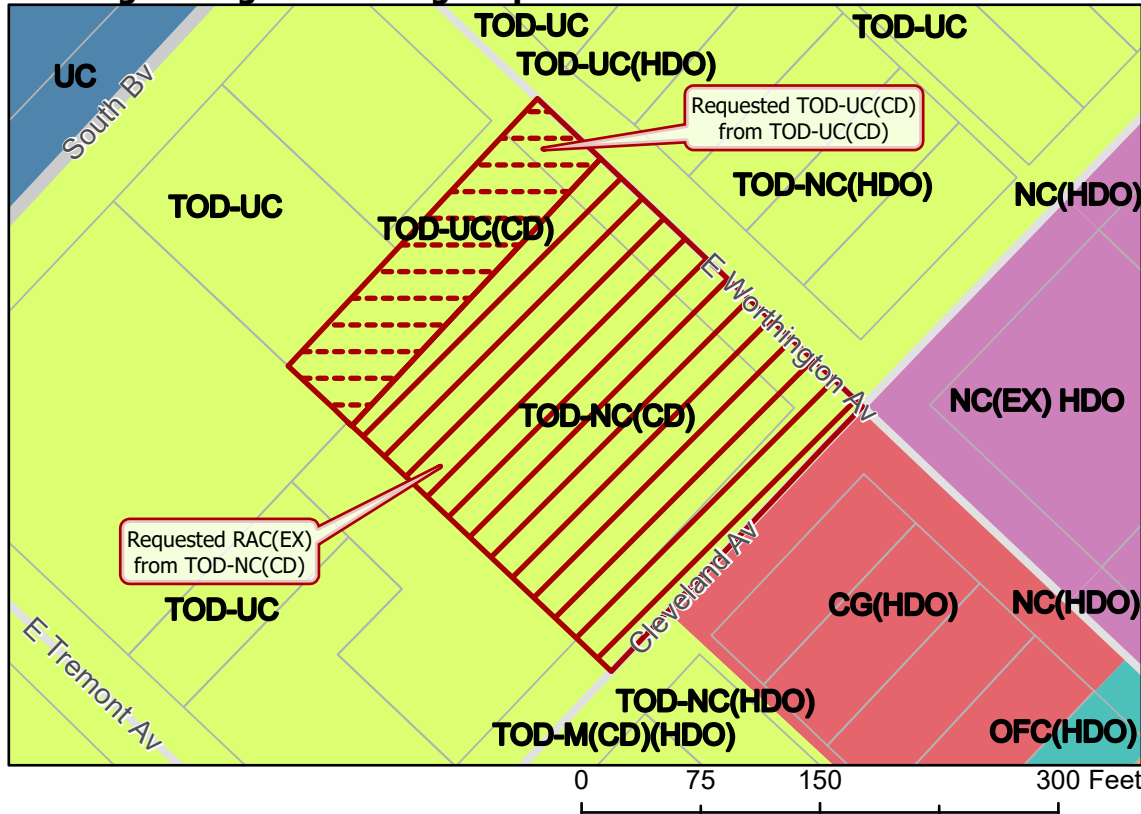 TOD-UC
TOD-UC
UC
TOD-UC(HDO)
South Bv
Requested TOD-UC(CD)
from TOD-UC(CD)
TOD-NC(HDO)
NC(HDO)
TOD-UC
TOD-UC(CD)
E Worthington Av
NC(EX) HDO
TOD-NC(CD)
Requested RAC(EX)
from TOD-NC(CD)
TOD-UC
Cleveland Av
CG(HDO)
NC(HDO)
E Tremont Av
TOD-NC(HDO)
TOD-M(CD)(HDO)
OFC(HDO)
0 75 150 300 Feet